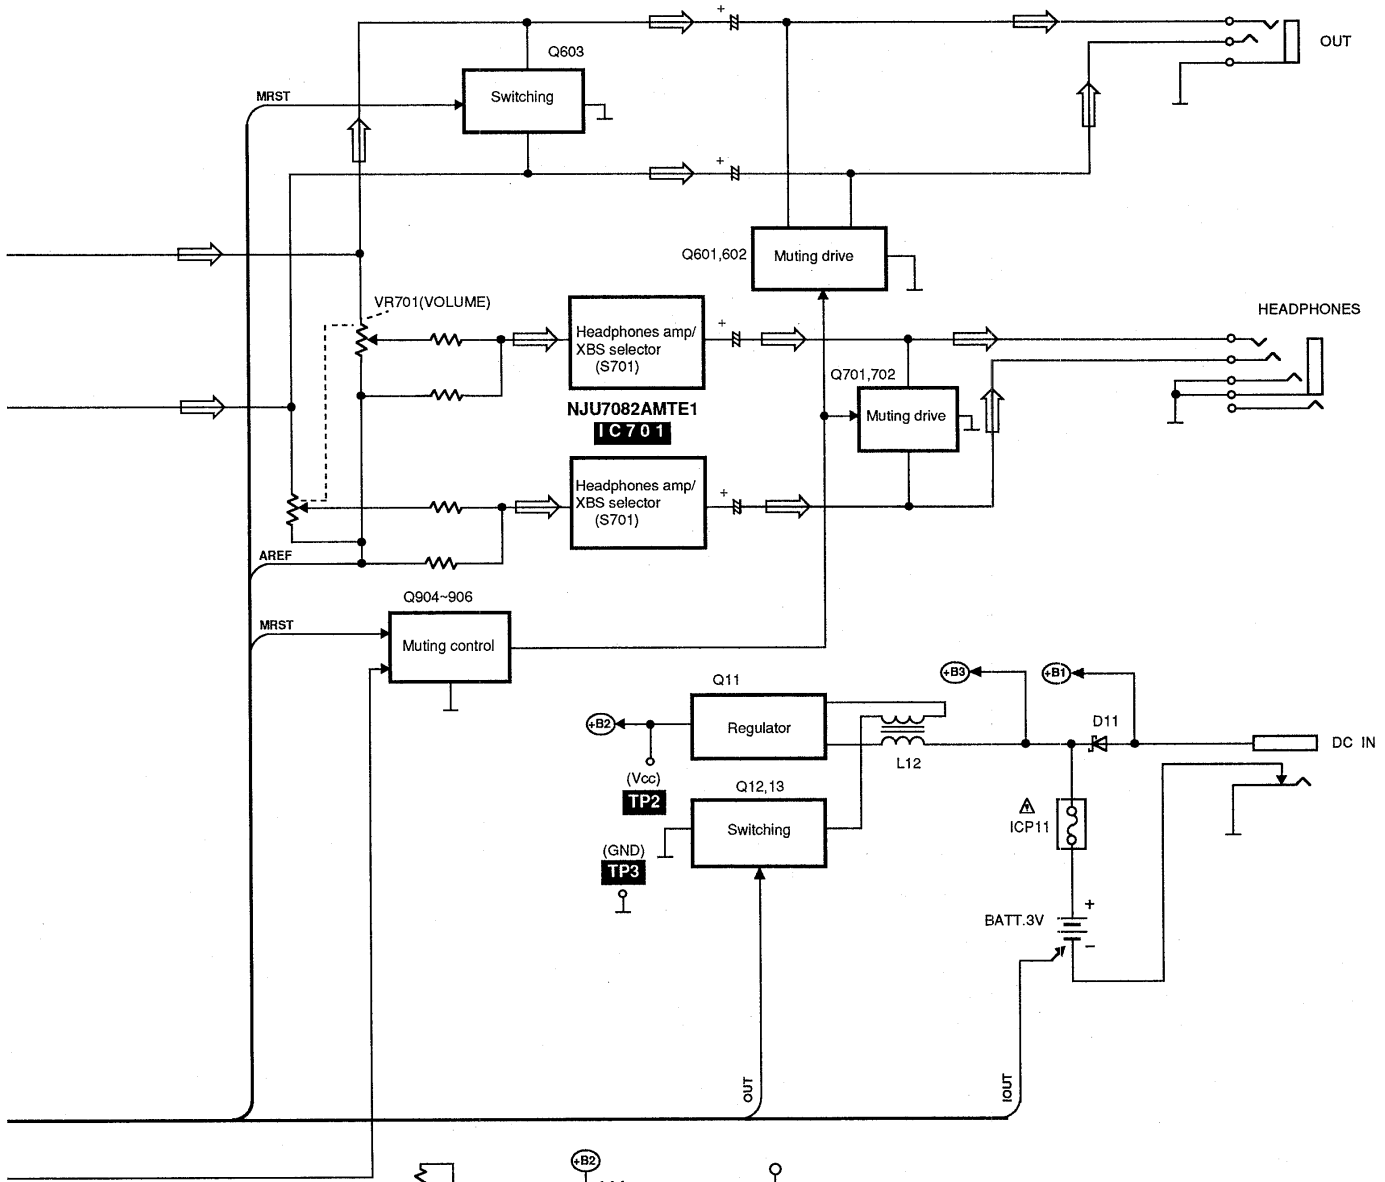 +
OUT
Q603
MRST
Switching
+
Q601,602
Muting drive
VR701(VOLUME)
HEADPHONES
Headphones amp/
XBS selector
(S701)
+
Q701,702
Muting drive
NJU7082AMTE1
IC701
Headphones amp/
XBS selector
(S701)
+
AREF
Q904~906
MRST
Muting control
Q11
+B3
+B1
+B2
Regulator
D11
DC IN
L12
(Vcc)
TP2
Q12,13
Switching
ICP11
(GND)
TP3
BATT.3V
+
−
OUT
IOUT
+B2